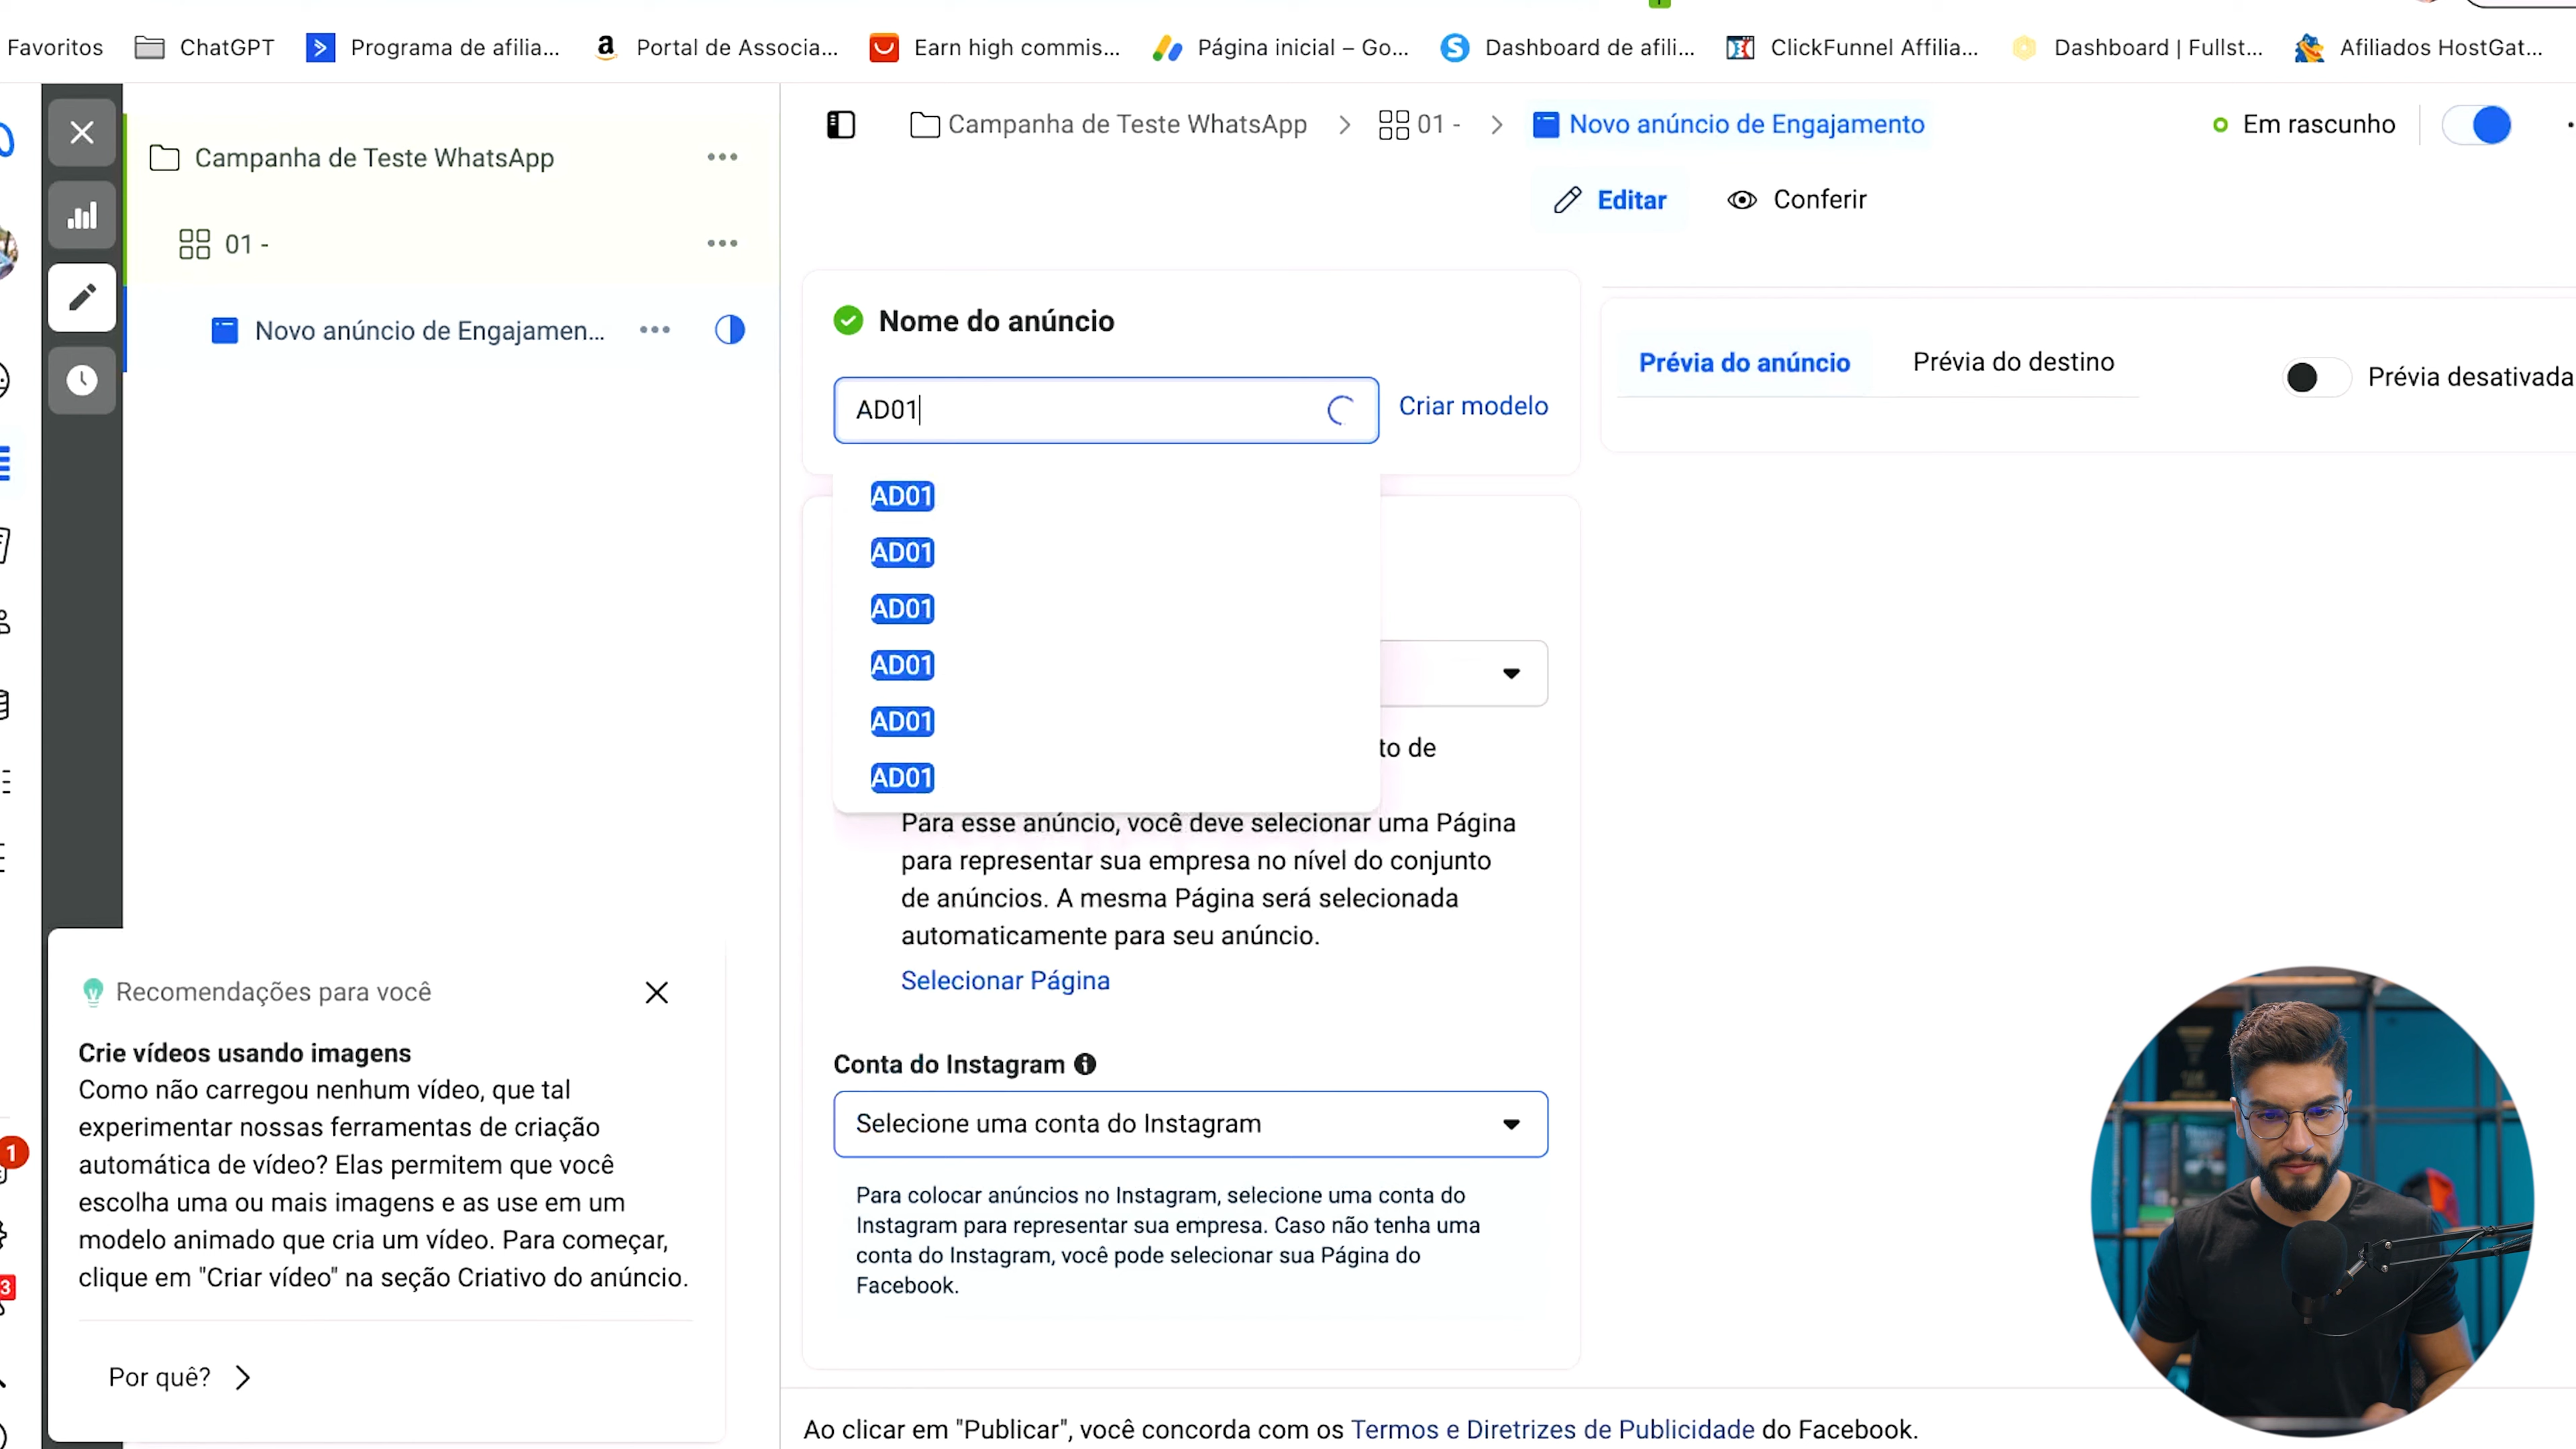 Favoritos
ChatGPT
Programa de afilia...
Portal de Associa...
Earn high commis...
Página inicial – Go...
Dashboard de afili...
ClickFunnel Affilia...
Dashboard | Fullst...
Afiliados HostGat...
Campanha de Teste WhatsApp
01 -
Novo anúncio de Engajamen...
Campanha de Teste WhatsApp
01 -
Novo anúncio de Engajamento
Em rascunho
Editar
Conferir
Nome do anúncio
AD01
Criar modelo
AD01
AD01
AD01
AD01
AD01
AD01
to de
Para esse anúncio, você deve selecionar uma Página
para representar sua empresa no nível do conjunto
de anúncios. A mesma Página será selecionada
automaticamente para seu anúncio.
Selecionar Página
Conta do Instagram
Selecione uma conta do Instagram
Para colocar anúncios no Instagram, selecione uma conta do
Instagram para representar sua empresa. Caso não tenha uma
conta do Instagram, você pode selecionar sua Página do
Facebook.
Prévia do anúncio
Prévia do destino
Prévia desativada
1
3
Recomendações para você
Crie vídeos usando imagens
Como não carregou nenhum vídeo, que tal
experimentar nossas ferramentas de criação
automática de vídeo? Elas permitem que você
escolha uma ou mais imagens e as use em um
modelo animado que cria um vídeo. Para começar,
clique em "Criar vídeo" na seção Criativo do anúncio.
Por quê?
Ao clicar em "Publicar", você concorda com os Termos e Diretrizes de Publicidade do Facebook.